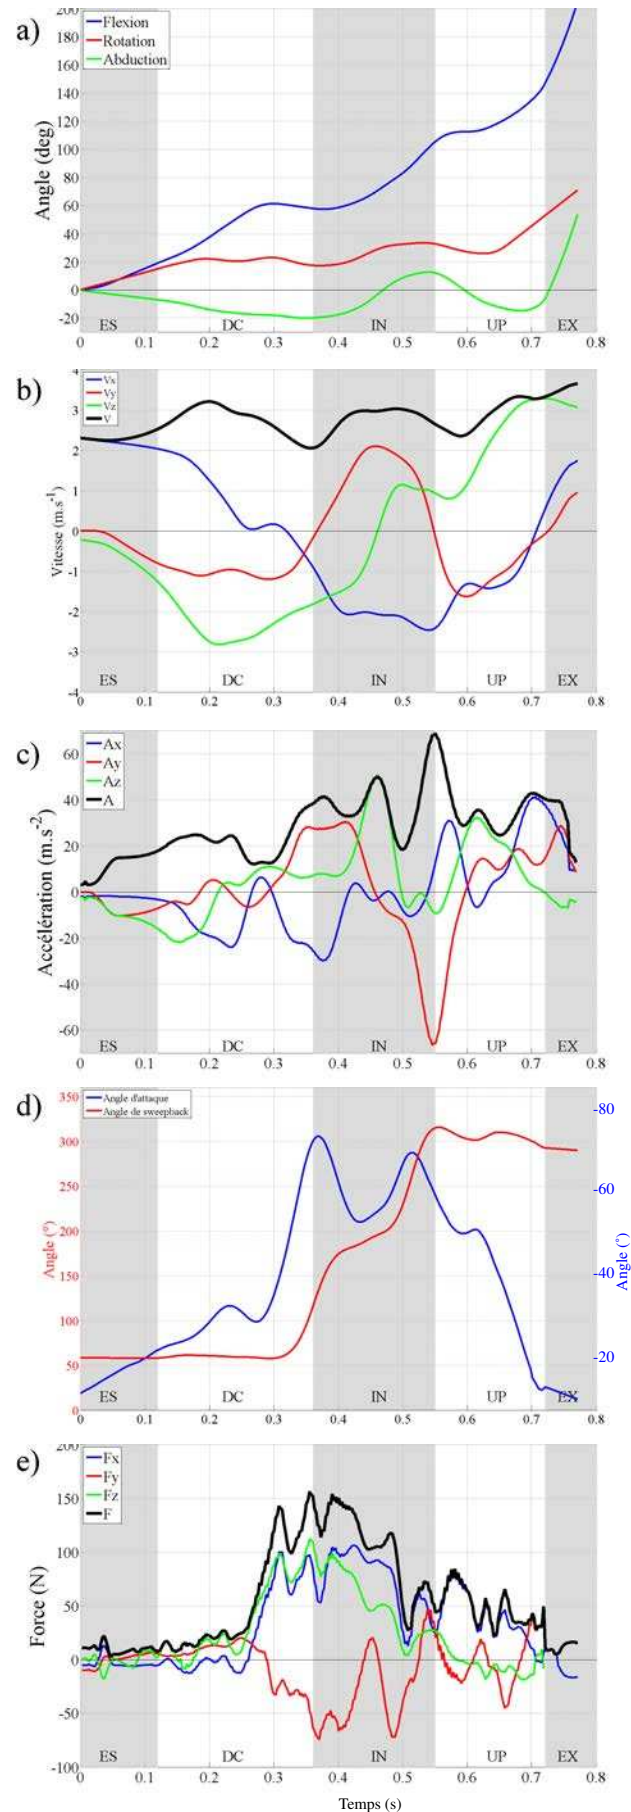 a)
200
Flexion
Rotation
Abduction
180
160
140
120
100
80
60
40
20
0
-20
Angle (deg)
ES DC IN UP EX
0 0.1 0.2 0.3 0.4 0.5 0.6 0.7 0.8
b)
4
Vx
Vy
Vz
V
3
2
1
0
-1
-2
-3
-4
Vitesse (m.s-1)
ES DC IN UP EX
0 0.1 0.2 0.3 0.4 0.5 0.6 0.7 0.8
c)
Ax
Ay
Az
A
60
40
20
0
-20
-40
-60
Accélération (m.s-2)
ES DC IN UP EX
0 0.1 0.2 0.3 0.4 0.5 0.6 0.7 0.8
d)
Angle d'attaque
Angle de sweepback
350
300
250
200
150
100
50
0
Angle (°)
-80
-60
-40
-20
Angle (°)
ES DC IN UP EX
0 0.1 0.2 0.3 0.4 0.5 0.6 0.7 0.8
e)
200
Fx
Fy
Fz
F
150
100
50
0
-50
-100
Force (N)
ES DC IN UP EX
0 0.1 0.2 0.3 0.4 0.5 0.6 0.7 0.8
Temps (s)